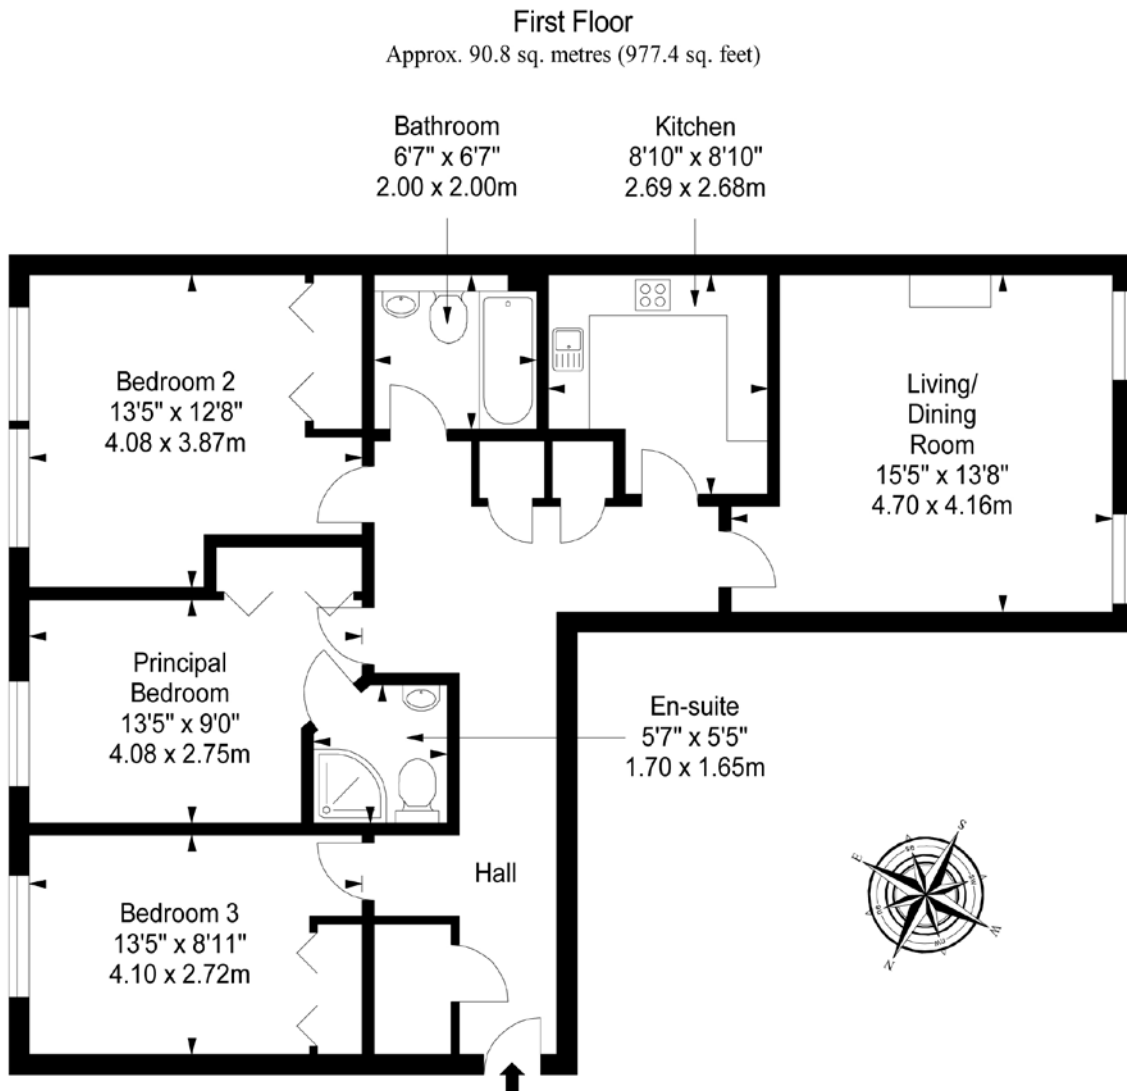 First Floor
Approx. 90.8 sq. metres (977.4 sq. feet)
Bathroom
6'7" x 6'7"
2.00 x 2.00m
Kitchen
8'10" x 8'10"
2.69 x 2.68m
Bedroom 2
13'5" x 12'8"
4.08 x 3.87m
Living/
Dining
Room
15'5" x 13'8"
4.70 x 4.16m
Principal
Bedroom
13'5" x 9'0"
4.08 x 2.75m
En-suite
5'7" x 5'5"
1.70 x 1.65m
Hall
Bedroom 3
13'5" x 8'11"
4.10 x 2.72m
S
E
W
N